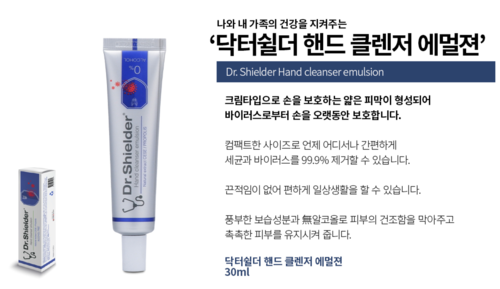 나와 내 가족의 건강을 지켜주는
‘닥터쉴더 핸드 클렌저 에멀젼’
Dr. Shielder Hand cleanser emulsion
크림타입으로 손을 보호하는 얇은 피막이 형성되어
바이러스로부터 손을 오랫동안 보호합니다.
컴팩트한 사이즈로 언제 어디서나 간편하게
세균과 바이러스를 99.9% 제거할 수 있습니다.
끈적임이 없어 편하게 일상생활을 할 수 있습니다.
풍부한 보습성분과 無알코올로 피부의 건조함을 막아주고
촉촉한 피부를 유지시켜 줍니다.
닥터쉴더 핸드 클렌저 에멀젼
30ml
Dr.Shielder
Hand cleanser emulsion
ALCOHOL
0%
Dr.Shielder